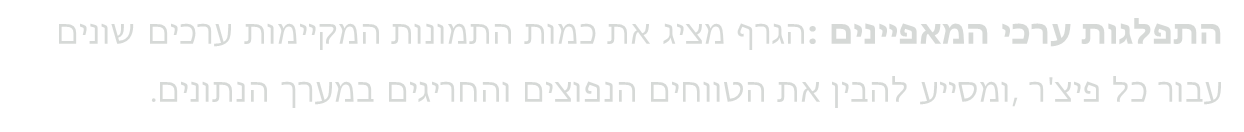 התפלגות ערכי המאפיינים :הגרף מציג את כמות התמונות המקיימות ערכים שונים
עבור כל פיצ'ר ,ומסייע להבין את הטווחים הנפוצים והחריגים במערך הנתונים.